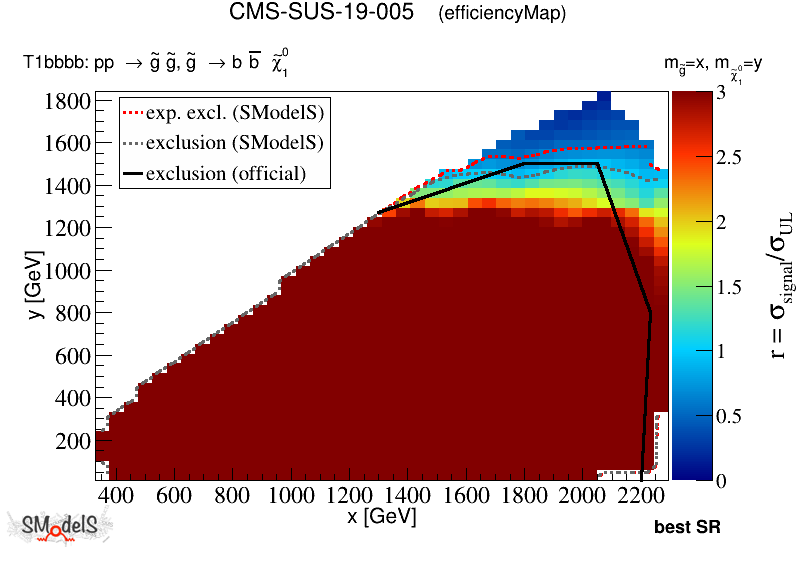 CMS-SUS-19-005 (efficiencyMap)
T1bbbb: pp → g̃ g̃, g̃ → b b̅ χ̃₁⁰
m_g̃=x, m_χ̃₁⁰=y
exp. excl. (SModelS)
exclusion (SModelS)
exclusion (official)
1800
1600
1400
1200
1000
800
600
400
200
y [GeV]
400 600 800 1000 1200 1400 1600 1800 2000 2200
x [GeV]
3
2.5
2
1.5
1
0.5
0
r = σ_signal/σ_UL
SModelS
best SR